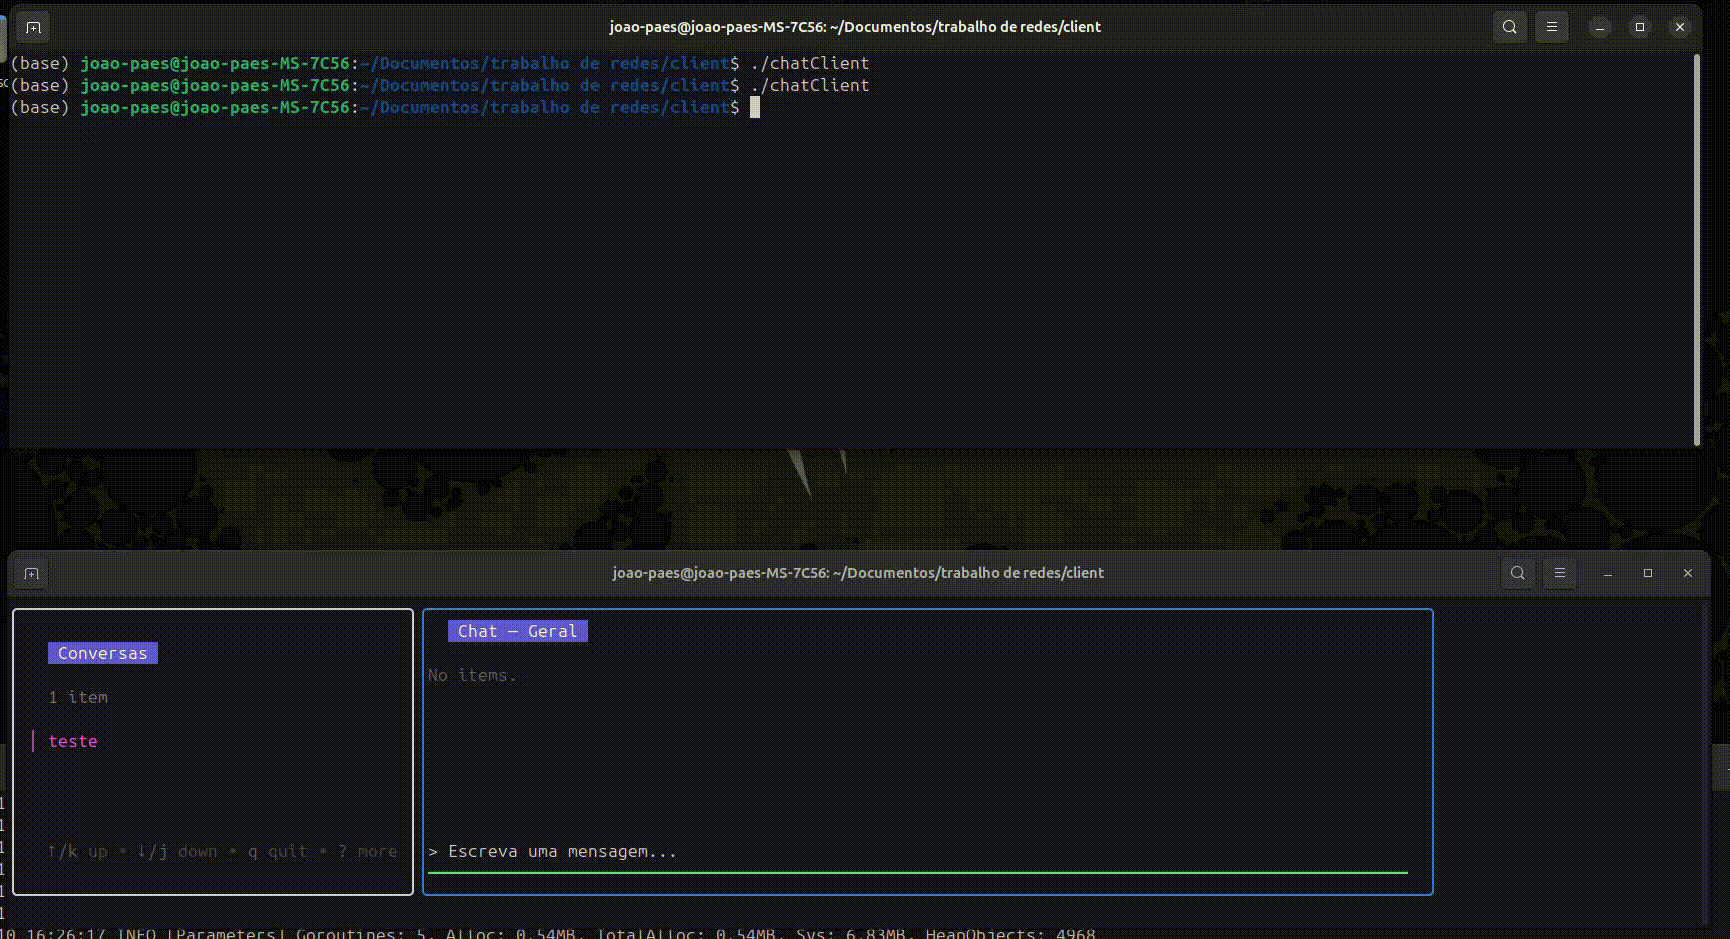 joao-paes@joao-paes-MS-7C56: ~/Documentos/trabalho de redes/client
(base) joao-paes@joao-paes-MS-7C56:~/Documentos/trabalho de redes/client$ ./chatClient
(base) joao-paes@joao-paes-MS-7C56:~/Documentos/trabalho de redes/client$ ./chatClient
(base) joao-paes@joao-paes-MS-7C56:~/Documentos/trabalho de redes/client$
joao-paes@joao-paes-MS-7C56: ~/Documentos/trabalho de redes/client
Conversas
1 item
teste
↑/k up • ↓/j down • q quit • ? more
Chat — Geral
No items.
> Escreva uma mensagem...
10 16:26:17 INFO [Parameters] Goroutines: 5, Alloc: 0.54MB, TotalAlloc: 0.54MB, Sys: 6.83MB, HeapObjects: 4968